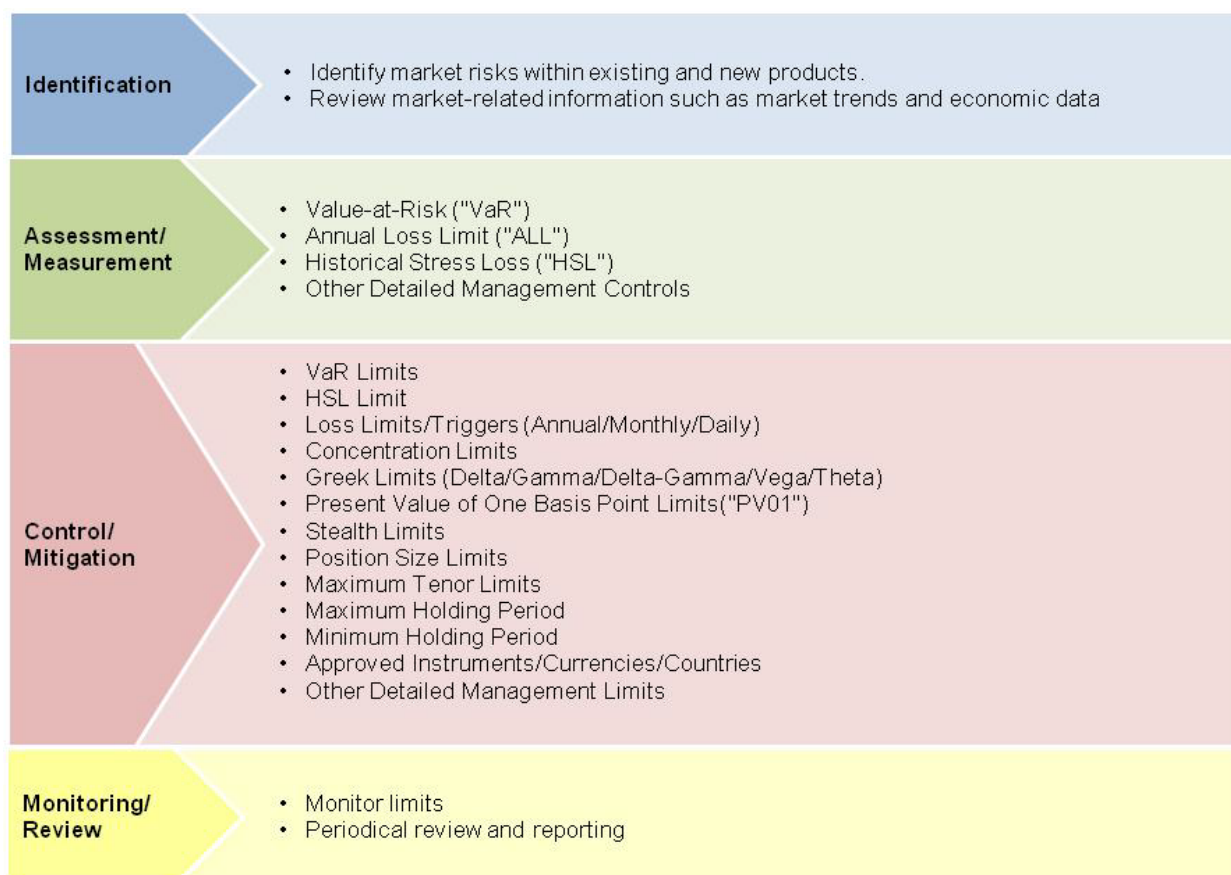 Identification
• Identify market risks within existing and new products.
• Review market-related information such as market trends and economic data
Assessment/
Measurement
• Value-at-Risk ("VaR")
• Annual Loss Limit ("ALL")
• Historical Stress Loss ("HSL")
• Other Detailed Management Controls
Control/
Mitigation
• VaR Limits
• HSL Limit
• Loss Limits/Triggers (Annual/Monthly/Daily)
• Concentration Limits
• Greek Limits (Delta/Gamma/Delta-Gamma/Vega/Theta)
• Present Value of One Basis Point Limits("PV01")
• Stealth Limits
• Position Size Limits
• Maximum Tenor Limits
• Maximum Holding Period
• Minimum Holding Period
• Approved Instruments/Currencies/Countries
• Other Detailed Management Limits
Monitoring/
Review
• Monitor limits
• Periodical review and reporting